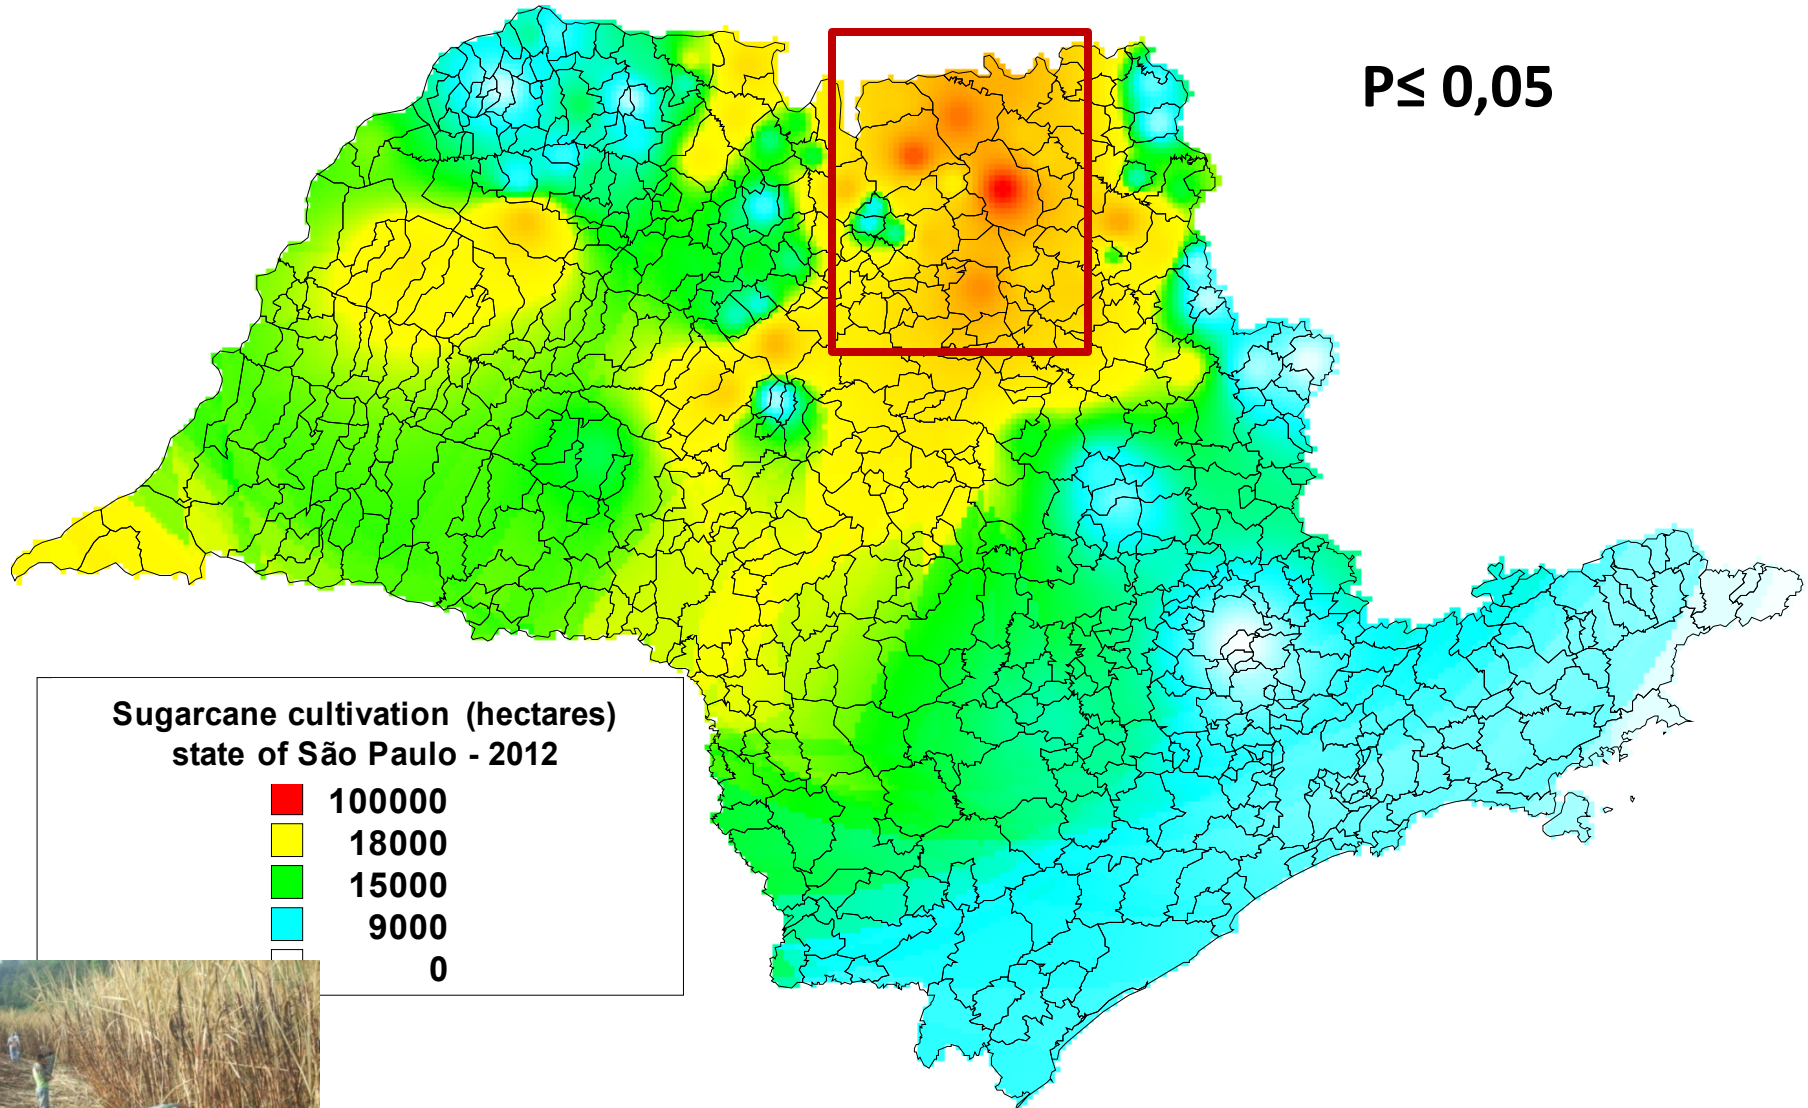 P≤ 0,05
Sugarcane cultivation (hectares)
state of São Paulo - 2012
100000
18000
15000
9000
0